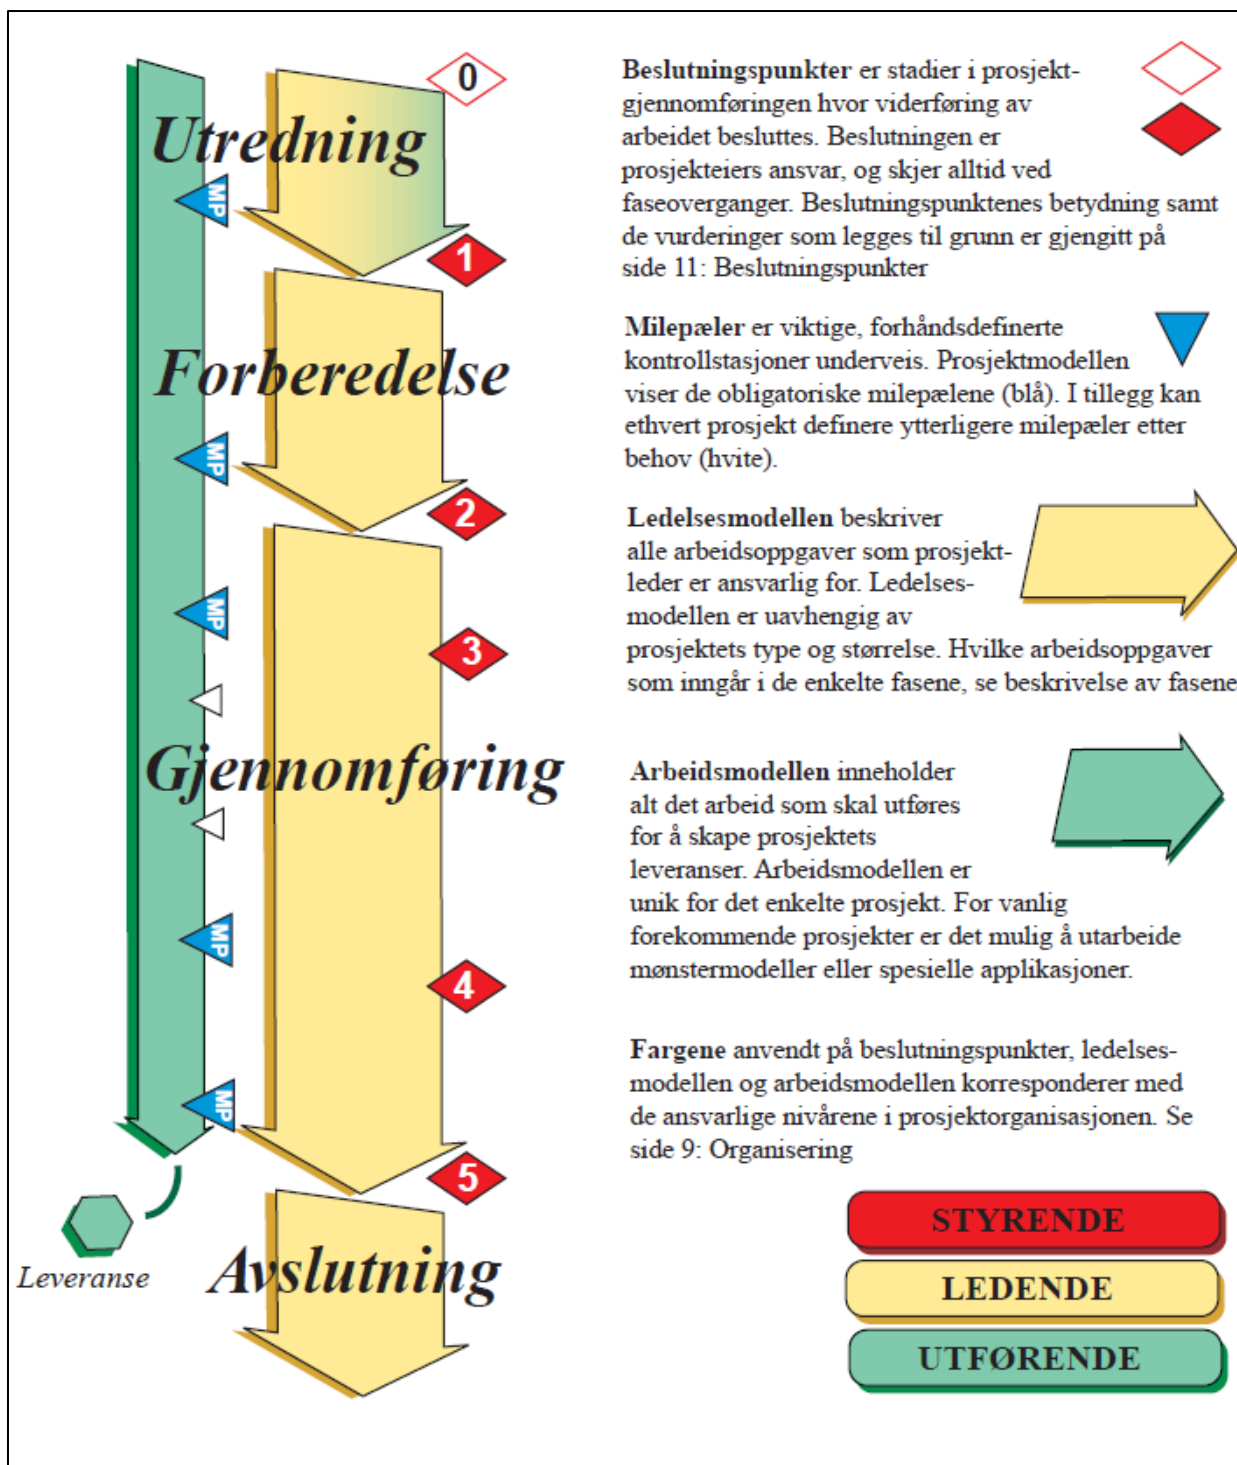 0
Utredning
MP
1
Forberedelse
MP
2
MP
3
Gjennomføring
MP
4
MP
5
Leveranse
Avslutning
Beslutningspunkter er stadier i prosjekt-
gjennomføringen hvor viderføring av
arbeidet besluttes. Beslutningen er
prosjekteiers ansvar, og skjer alltid ved
faseoverganger. Beslutningspunktenes betydning samt
de vurderinger som legges til grunn er gjengitt på
side 11: Beslutningspunkter
Milepæler er viktige, forhåndsdefinerte
kontrollstasjoner underveis. Prosjektmodellen
viser de obligatoriske milepælene (blå). I tillegg kan
ethvert prosjekt definere ytterligere milepæler etter
behov (hvite).
Ledelsesmodellen beskriver
alle arbeidsoppgaver som prosjekt-
leder er ansvarlig for. Ledelses-
modellen er uavhengig av
prosjektets type og størrelse. Hvilke arbeidsoppgaver
som inngår i de enkelte fasene, se beskrivelse av fasene
Arbeidsmodellen inneholder
alt det arbeid som skal utføres
for å skape prosjektets
leveranser. Arbeidsmodellen er
unik for det enkelte prosjekt. For vanlig
forekommende prosjekter er det mulig å utarbeide
mønstermodeller eller spesielle applikasjoner.
Fargene anvendt på beslutningspunkter, ledelses-
modellen og arbeidsmodellen korresponderer med
de ansvarlige nivårene i prosjektorganisasjonen. Se
side 9: Organisering
STYRENDE
LEDENDE
UTFØRENDE